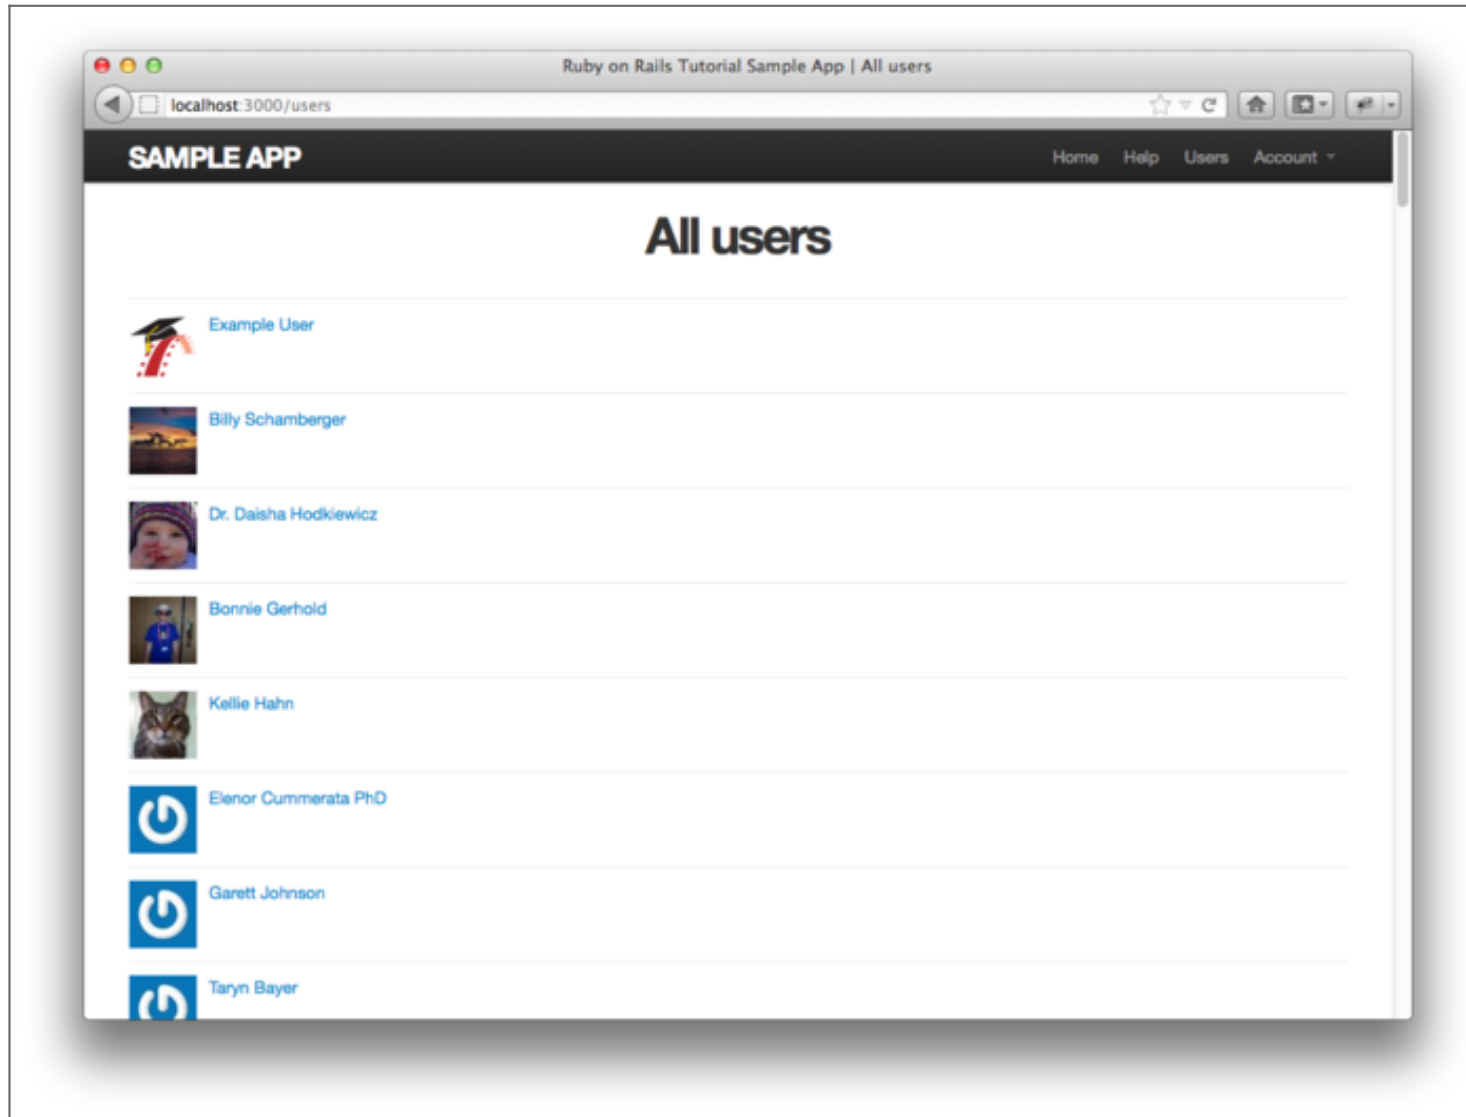 Ruby on Rails Tutorial Sample App | All users
localhost:3000/users
SAMPLE APP
Home Help Users Account
All users
Example User
Billy Schamberger
Dr. Daisha Hodkiewicz
Bonnie Gerhold
Kellie Hahn
Elenor Cummerata PhD
Garett Johnson
Taryn Bayer